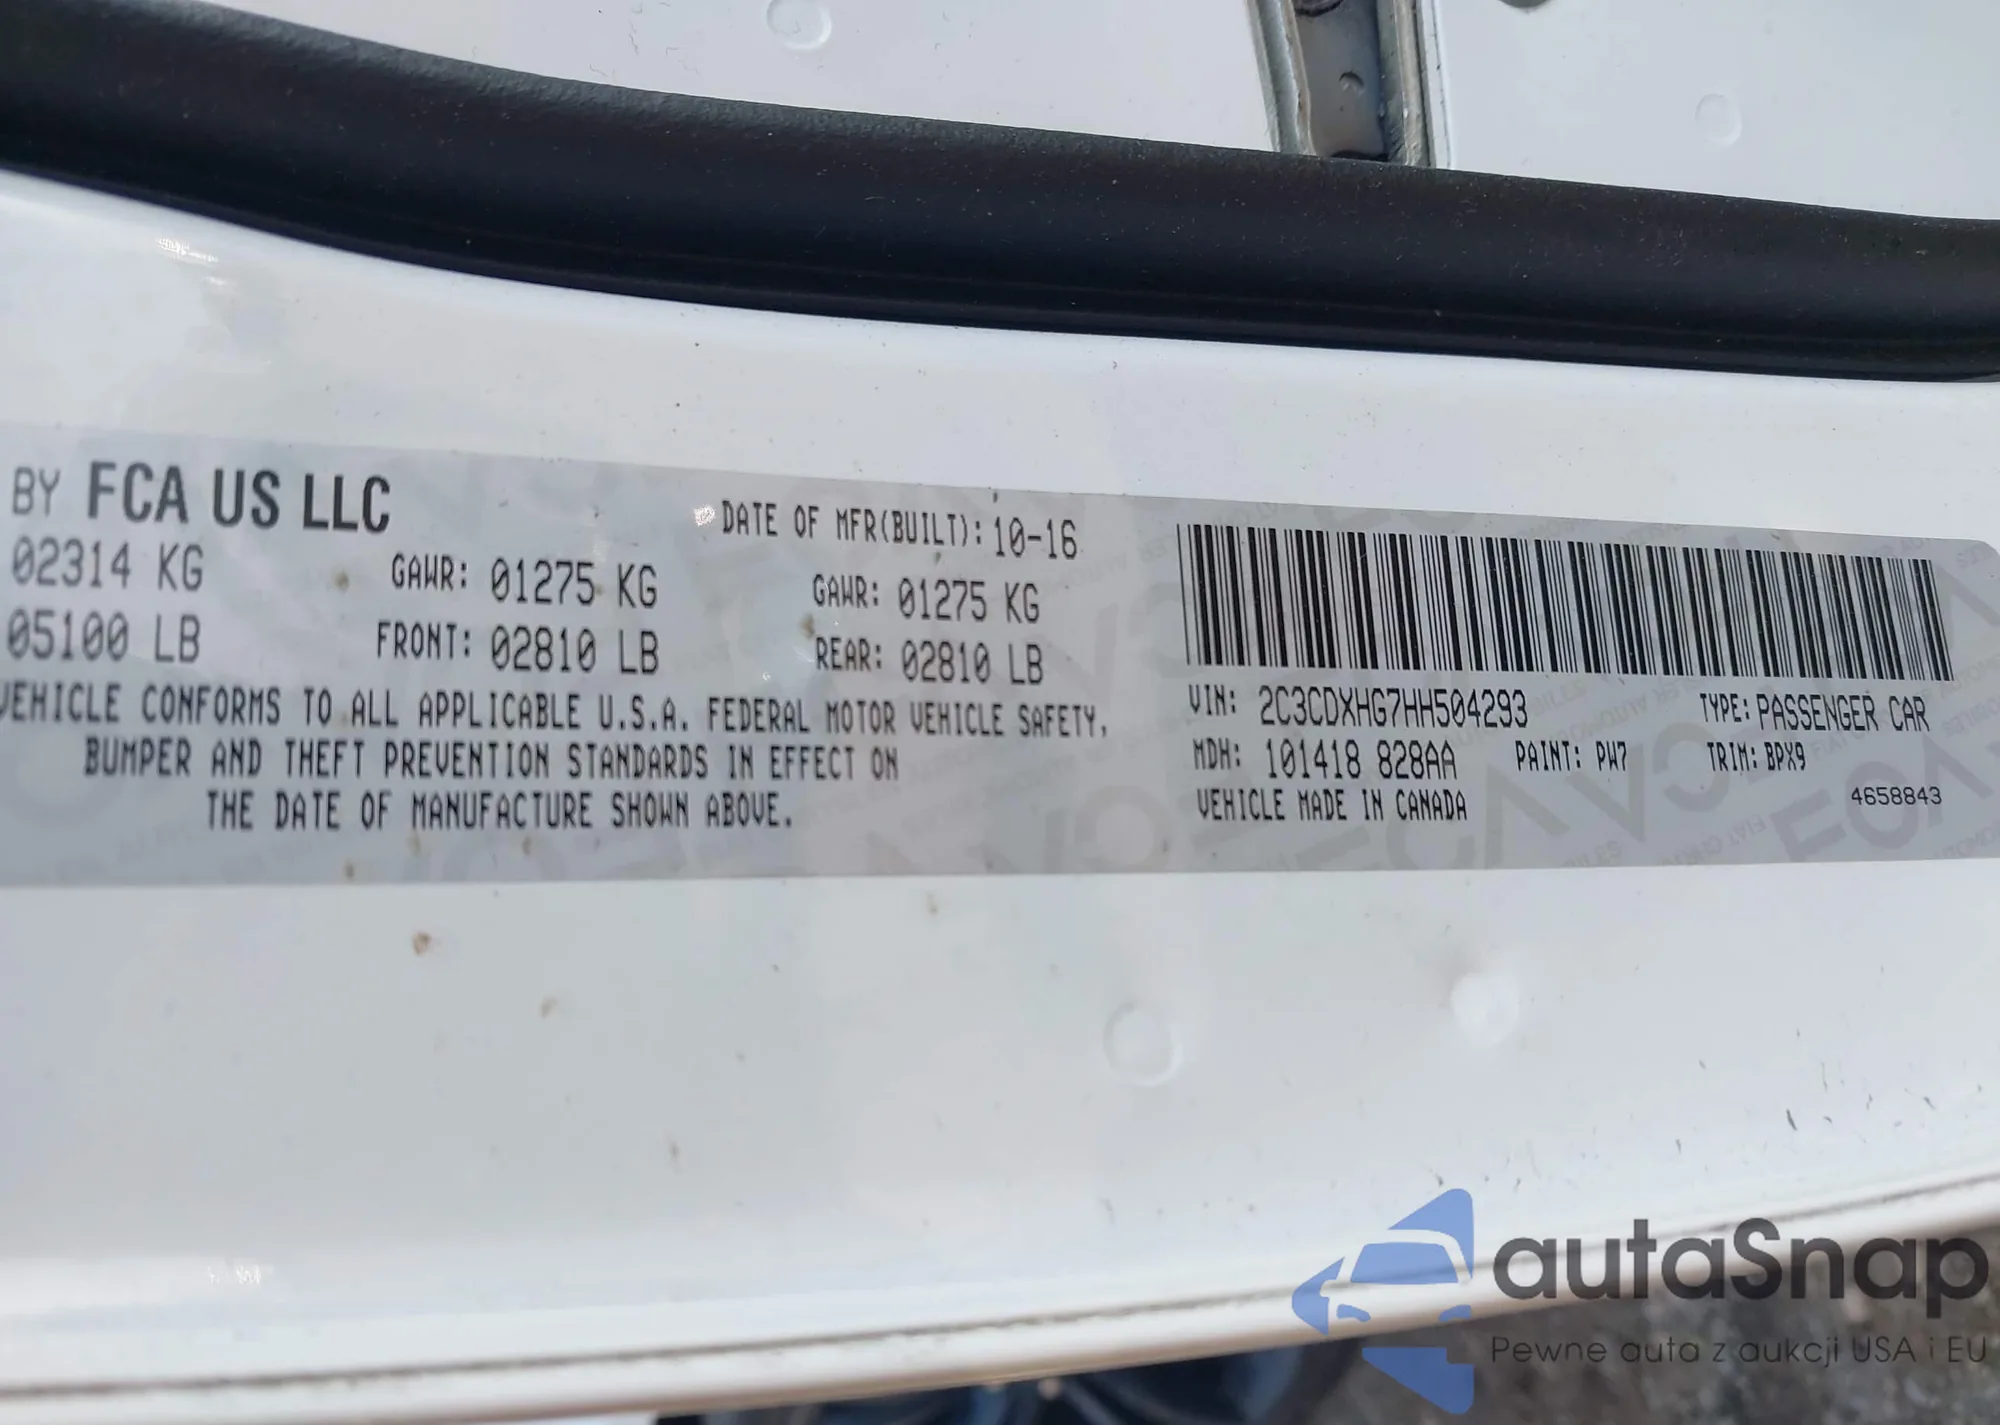 BY FCA US LLC
DATE OF MFR(BUILT): 10-16
02314 KG GAWR: 01275 KG GAWR: 01275 KG
05100 LB FRONT: 02810 LB REAR: 02810 LB
VEHICLE CONFORMS TO ALL APPLICABLE U.S.A. FEDERAL MOTOR VEHICLE SAFETY,
BUMPER AND THEFT PREVENTION STANDARDS IN EFFECT ON
THE DATE OF MANUFACTURE SHOWN ABOVE.
VIN: 2C3CDXHG7HH504293 TYPE: PASSENGER CAR
MDH: 101418 828AA PAINT: PW7 TRIM: BPX9
VEHICLE MADE IN CANADA 4658843
autaSnap
Pewne auta z aukcji USA i EU